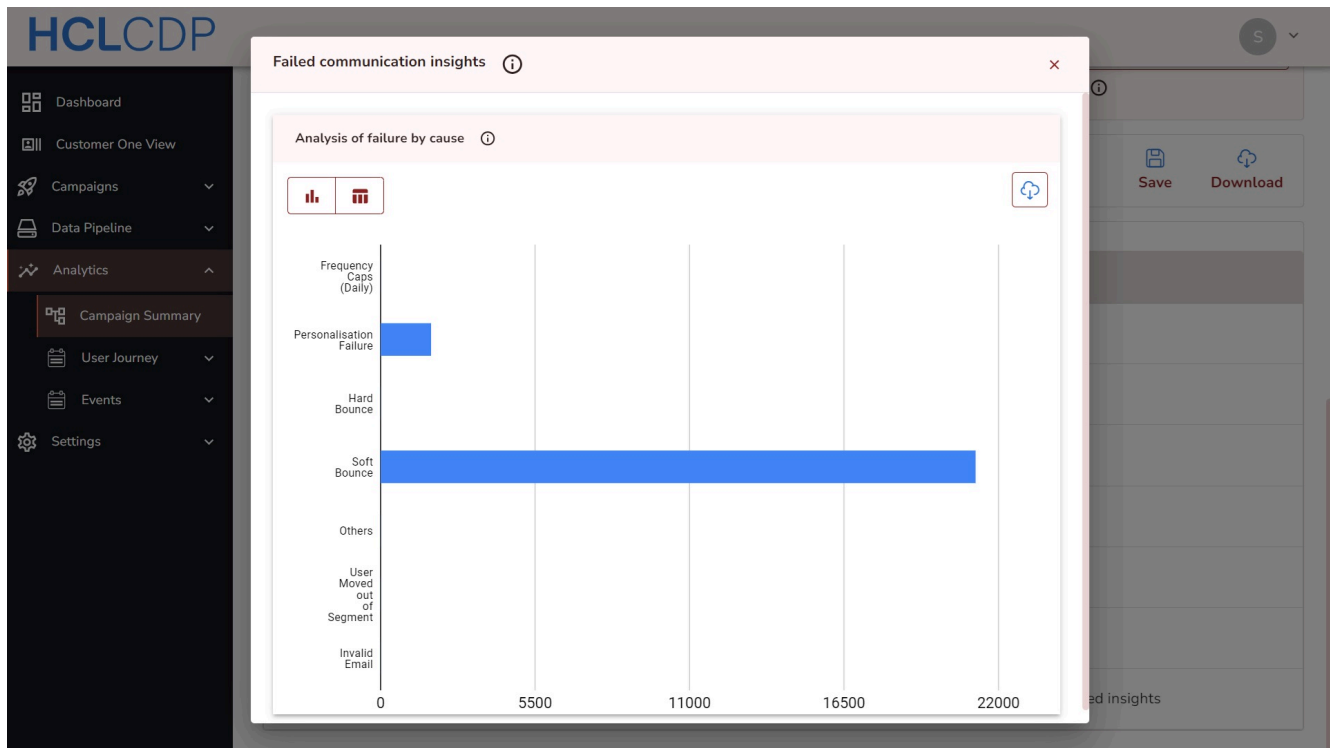 HCLCDP
S
Dashboard
Customer One View
Campaigns
Data Pipeline
Analytics
Campaign Summary
User Journey
Events
Settings
Failed communication insights
Analysis of failure by cause
Frequency
Caps
(Daily)
Personalisation
Failure
Hard
Bounce
Soft
Bounce
Others
User
Moved
out
of
Segment
Invalid
Email
0 5500 11000 16500 22000
Save Download
ed insights